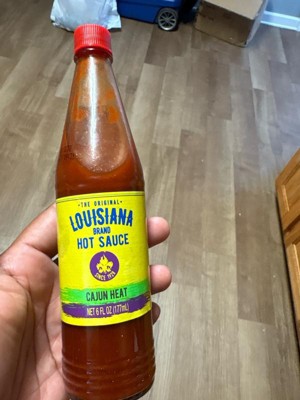 ·THE ORIGINAL·
LOUISIANA
BRAND
HOT SAUCE
SINCE 1928
CAJUN HEAT
NET 6 FL OZ (177mL)